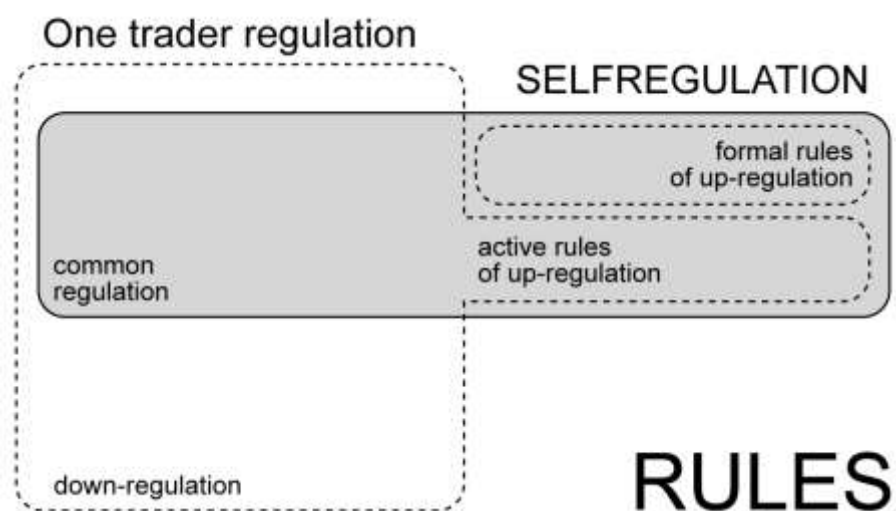 One trader regulation
SELFREGULATION
formal rules
of up-regulation
active rules
of up-regulation
common
regulation
down-regulation
RULES